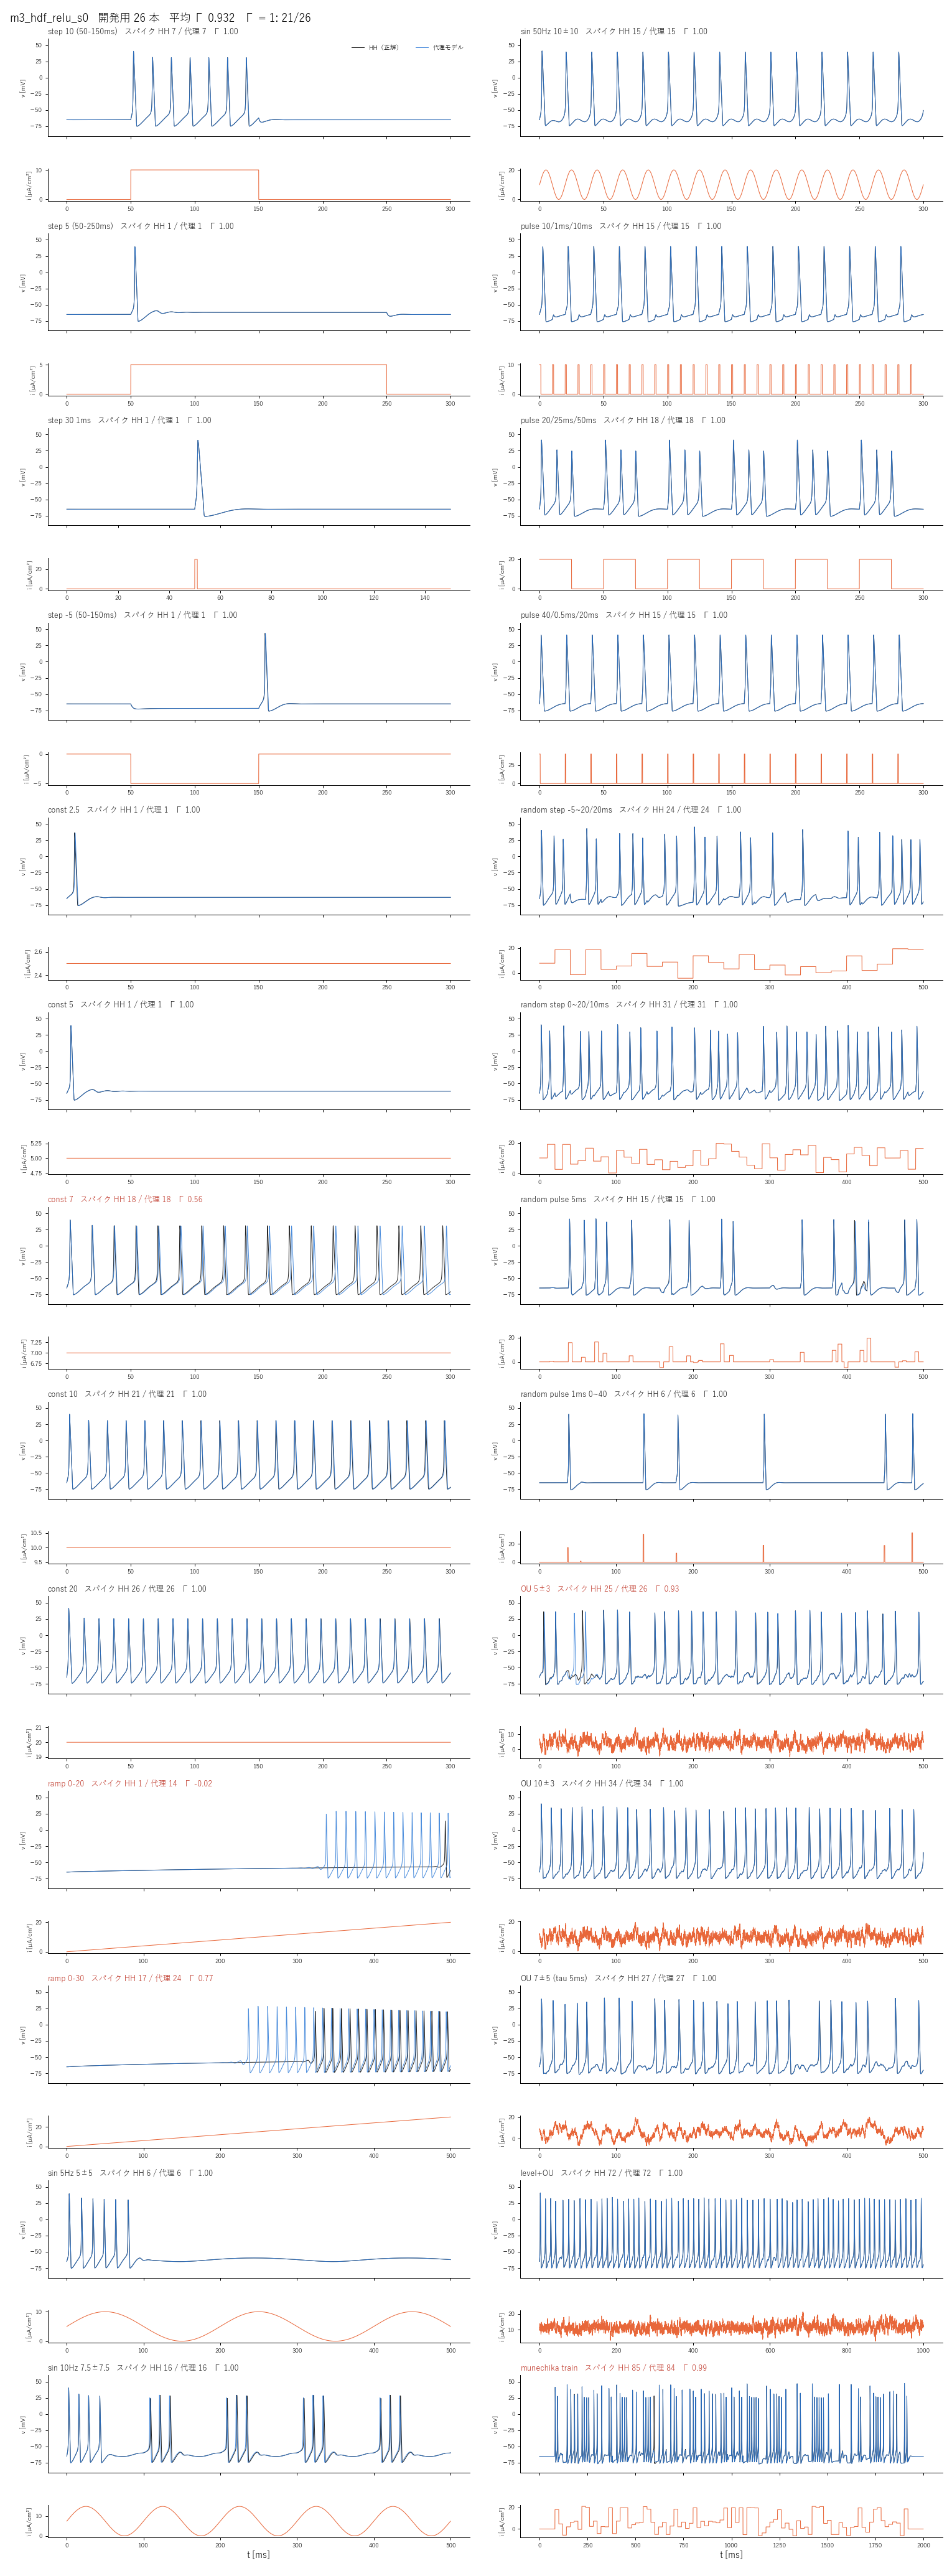 m3_hdf_relu_s0 開発用 26 本 平均 Γ 0.932 Γ = 1: 21/26
step 10 (50-150ms) スパイク HH 7 / 代理 7 Γ 1.00
HH（正解） 代理モデル
v [mV]
i [μA/cm²]
sin 50Hz 10±10 スパイク HH 15 / 代理 15 Γ 1.00
step 5 (50-250ms) スパイク HH 1 / 代理 1 Γ 1.00
pulse 10/1ms/10ms スパイク HH 15 / 代理 15 Γ 1.00
step 30 1ms スパイク HH 1 / 代理 1 Γ 1.00
pulse 20/25ms/50ms スパイク HH 18 / 代理 18 Γ 1.00
step -5 (50-150ms) スパイク HH 1 / 代理 1 Γ 1.00
pulse 40/0.5ms/20ms スパイク HH 15 / 代理 15 Γ 1.00
const 2.5 スパイク HH 1 / 代理 1 Γ 1.00
random step -5~20/20ms スパイク HH 24 / 代理 24 Γ 1.00
const 5 スパイク HH 1 / 代理 1 Γ 1.00
random step 0~20/10ms スパイク HH 31 / 代理 31 Γ 1.00
const 7 スパイク HH 18 / 代理 18 Γ 0.56
random pulse 5ms スパイク HH 15 / 代理 15 Γ 1.00
const 10 スパイク HH 21 / 代理 21 Γ 1.00
random pulse 1ms 0~40 スパイク HH 6 / 代理 6 Γ 1.00
const 20 スパイク HH 26 / 代理 26 Γ 1.00
OU 5±3 スパイク HH 25 / 代理 26 Γ 0.93
ramp 0-20 スパイク HH 1 / 代理 14 Γ -0.02
OU 10±3 スパイク HH 34 / 代理 34 Γ 1.00
ramp 0-30 スパイク HH 17 / 代理 24 Γ 0.77
OU 7±5 (tau 5ms) スパイク HH 27 / 代理 27 Γ 1.00
sin 5Hz 5±5 スパイク HH 6 / 代理 6 Γ 1.00
level+OU スパイク HH 72 / 代理 72 Γ 1.00
sin 10Hz 7.5±7.5 スパイク HH 16 / 代理 16 Γ 1.00
munechika train スパイク HH 85 / 代理 84 Γ 0.99
t [ms]
t [ms]